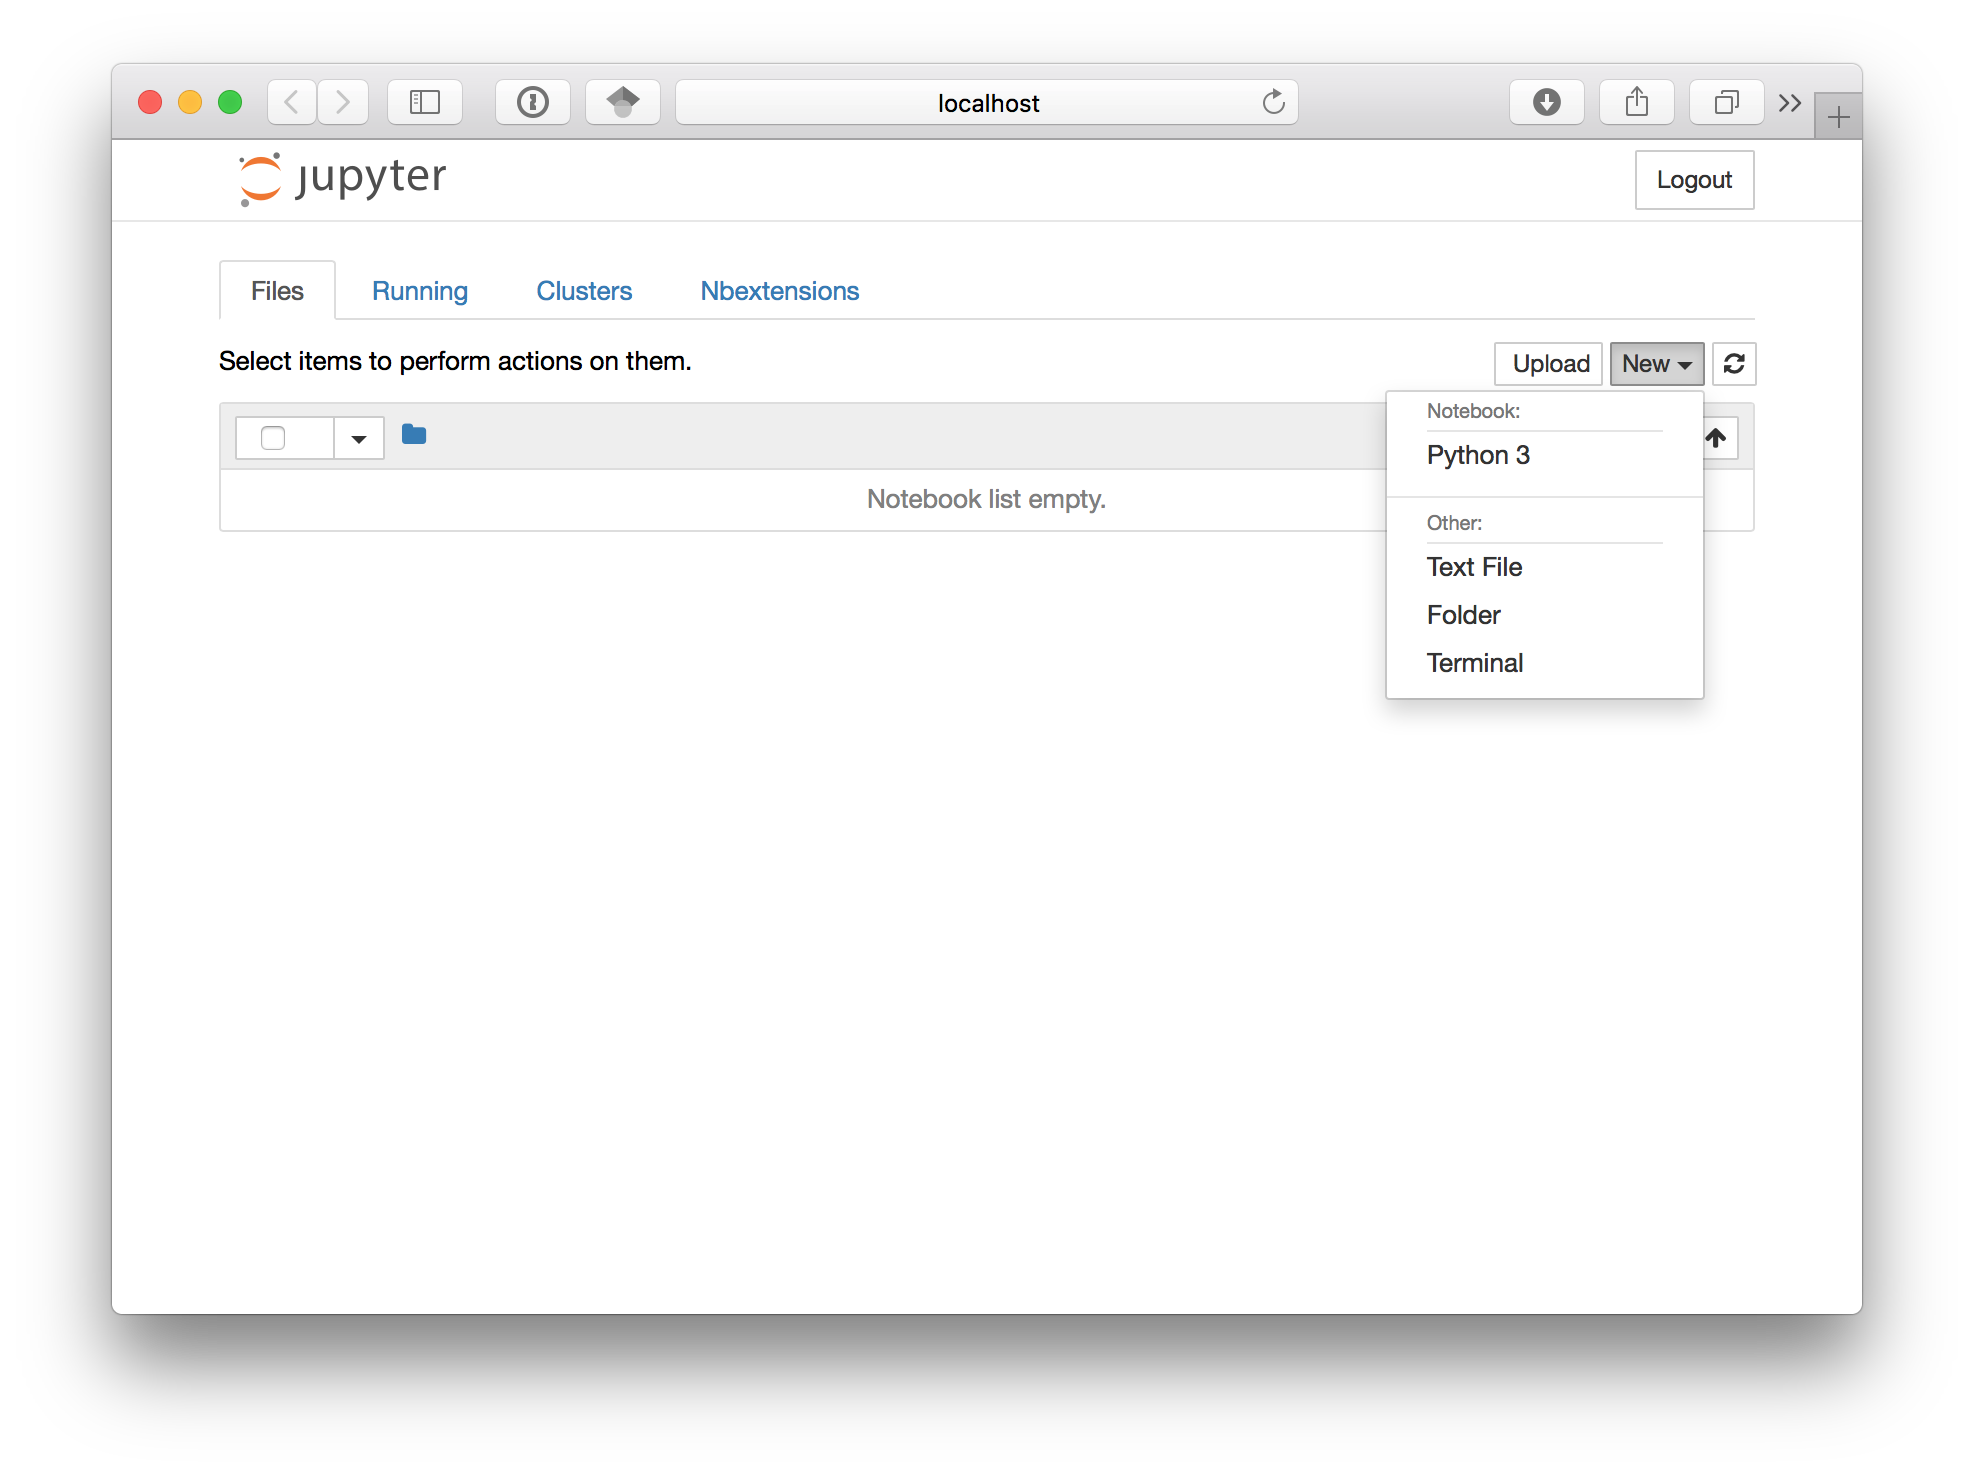 localhost
jupyter
Logout
Files Running Clusters Nbextensions
Select items to perform actions on them.
Upload New
Notebook:
Python 3
Notebook list empty.
Other:
Text File
Folder
Terminal